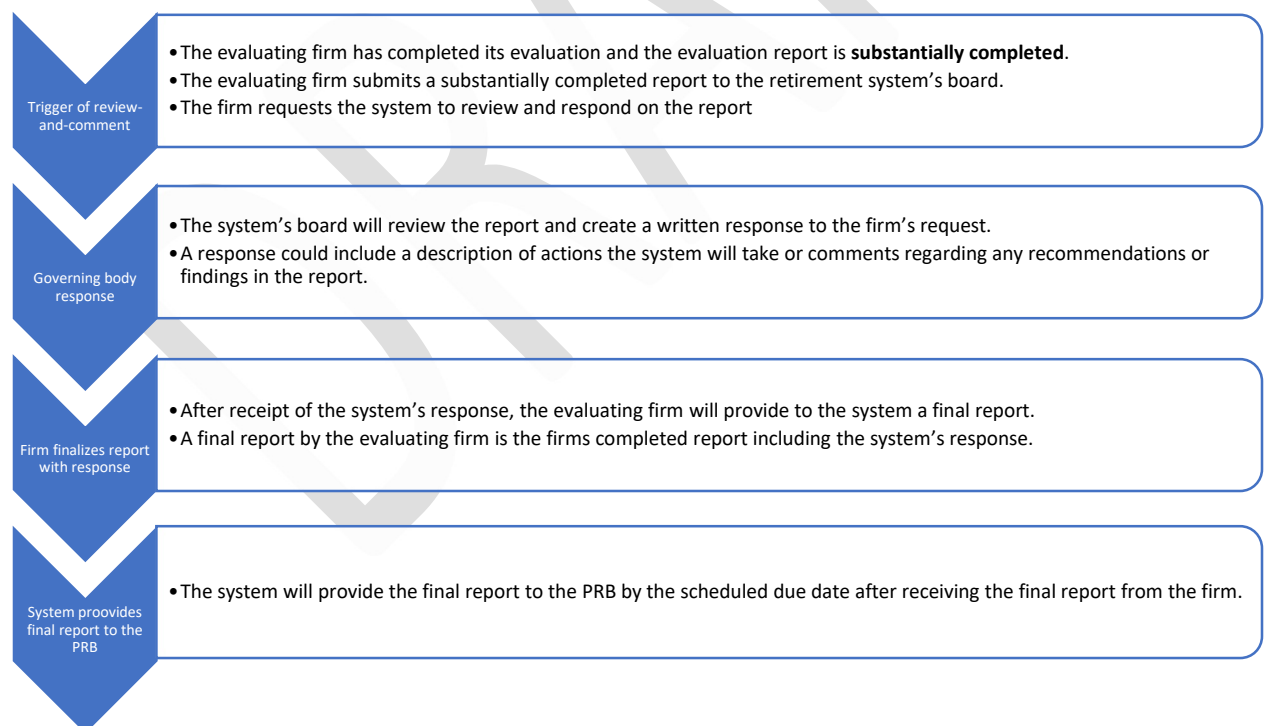 Trigger of review-
and-comment
•The evaluating firm has completed its evaluation and the evaluation report is substantially completed.
•The evaluating firm submits a substantially completed report to the retirement system's board.
•The firm requests the system to review and respond on the report
Governing body
response
•The system's board will review the report and create a written response to the firm's request.
•A response could include a description of actions the system will take or comments regarding any recommendations or
findings in the report.
Firm finalizes report
with response
•After receipt of the system's response, the evaluating firm will provide to the system a final report.
•A final report by the evaluating firm is the firms completed report including the system's response.
System proovides
final report to the
PRB
•The system will provide the final report to the PRB by the scheduled due date after receiving the final report from the firm.